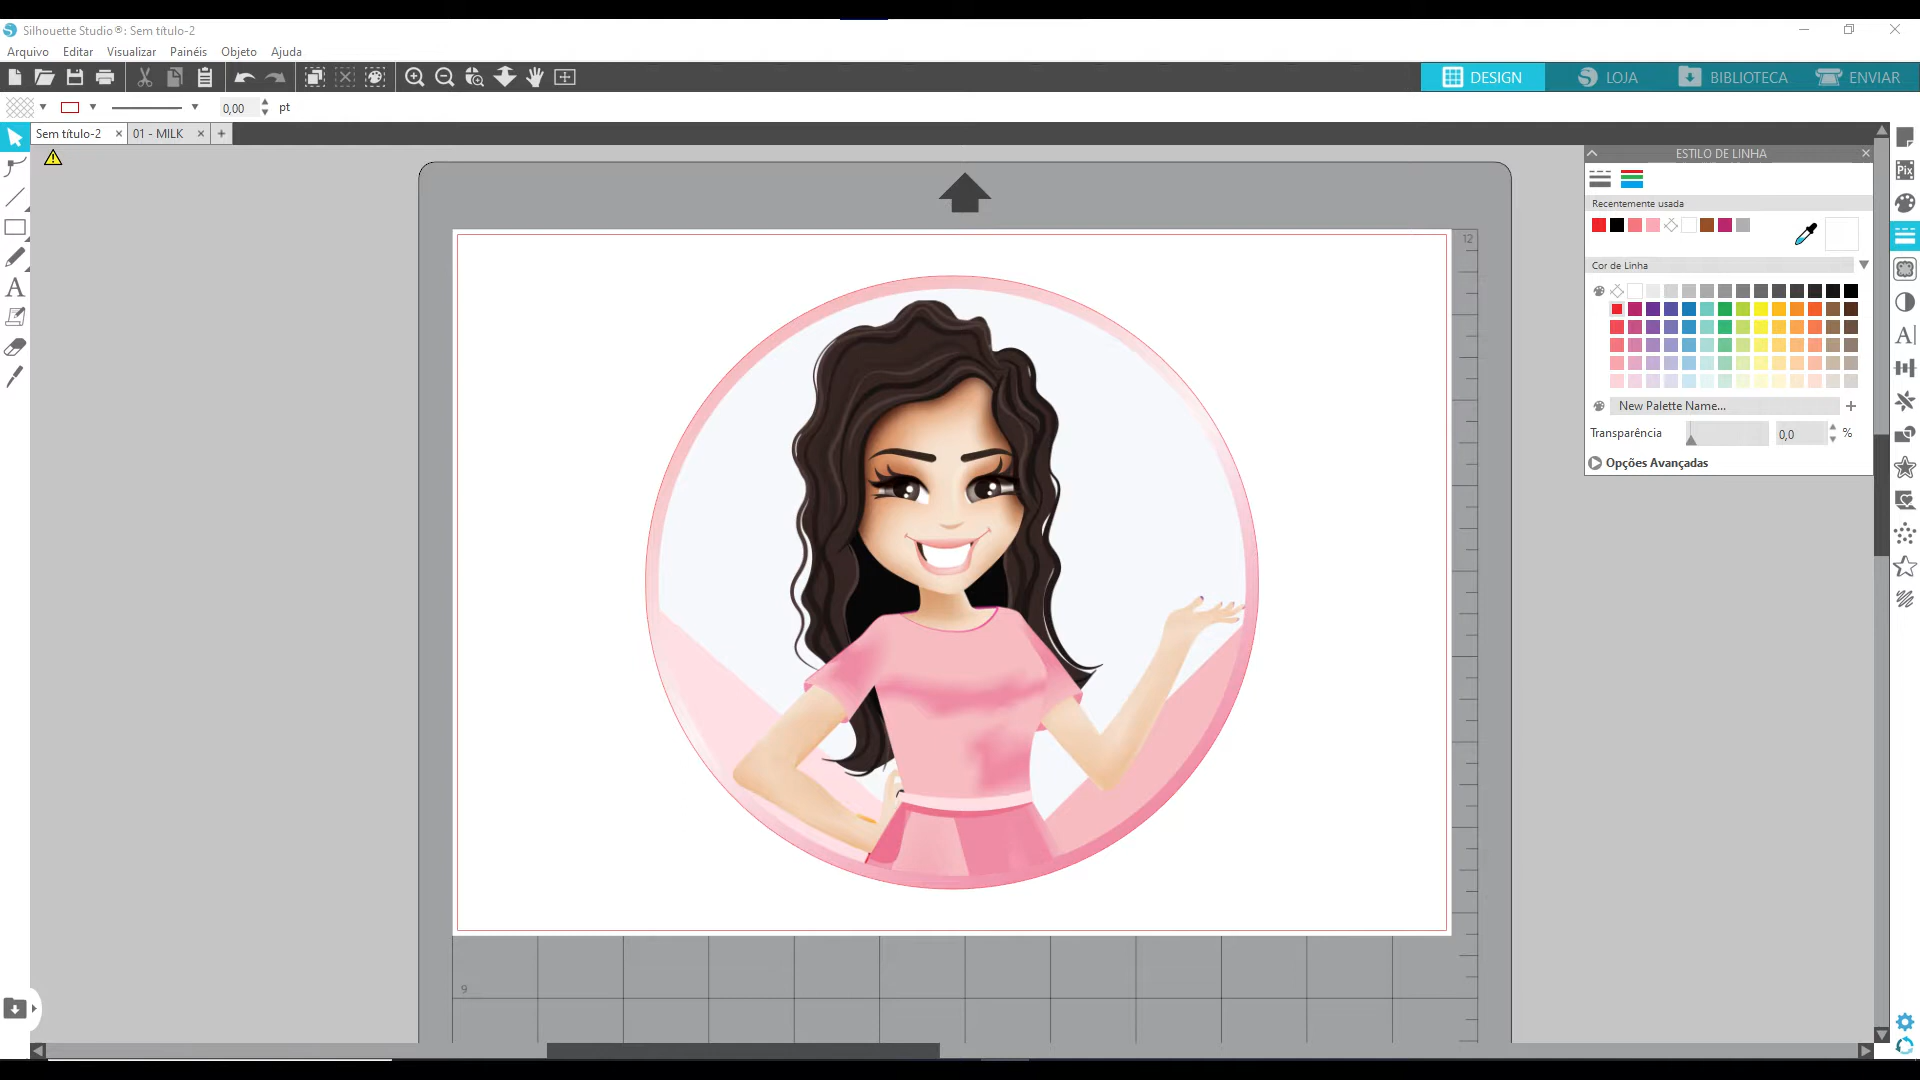 Silhouette Studio®: Sem título-2
Arquivo Editar Visualizar Painéis Objeto Ajuda
DESIGN LOJA BIBLIOTECA ENVIAR
0,00 pt
Sem título-2 × 01 - MILK × +
ESTILO DE LINHA
Pix
Recentemente usada
12
Cor de Linha
A
New Palette Name... +
Transparência 0,0 %
Opções Avançadas
9